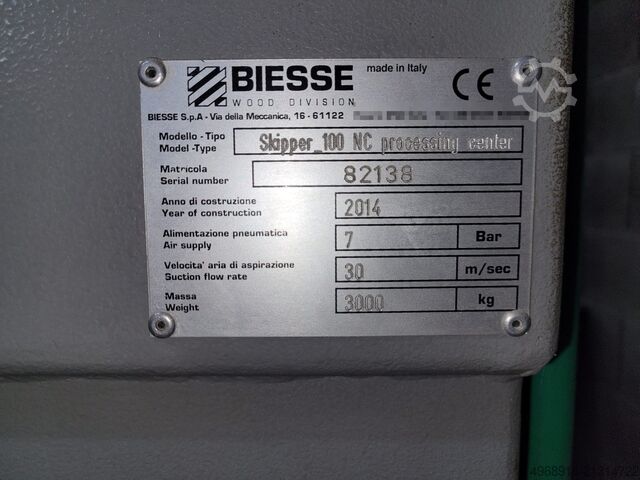 BIESSE
WOOD DIVISION
made in Italy
CE
BIESSE S.p.A - Via della Meccanica, 16 - 61122
Modello - Tipo
Model -Type
Skipper_100 NC processing center
Matricola
Serial number
82138
Anno di costruzione
Year of construction
2014
Alimentazione pneumatica
Air supply
7
Bar
Velocita' aria di aspirazione
Suction flow rate
30
m/sec
Massa
Weight
3000
kg